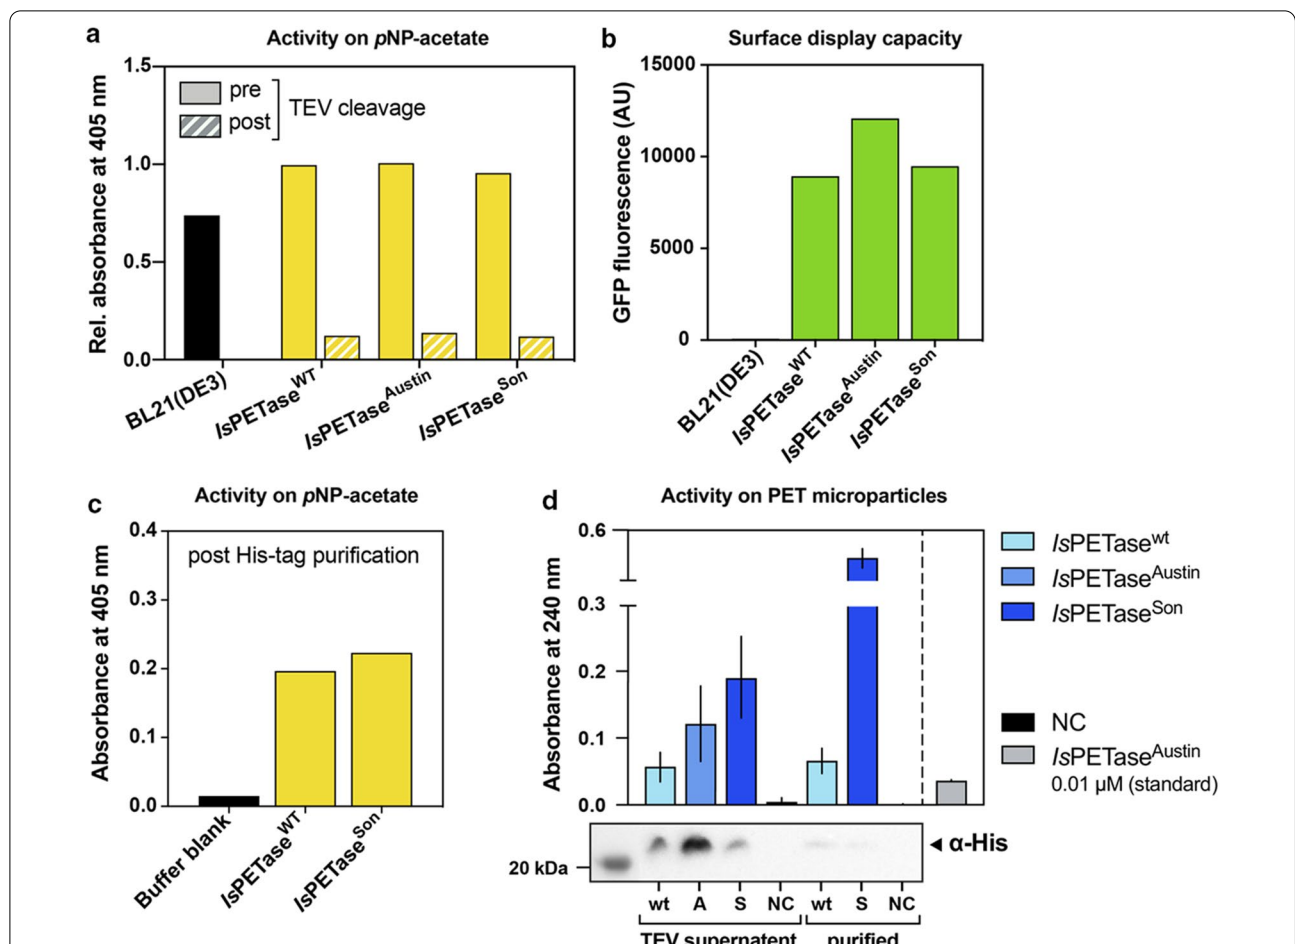 a
Activity on pNP-acetate
Rel. absorbance at 405 nm
1.5
1.0
0.5
0.0
pre
post
TEV cleavage
BL21(DE3)
IsPETaseWT
IsPETaseAustin
IsPETaseSon
b
Surface display capacity
GFP fluorescence (AU)
15000
10000
5000
0
BL21(DE3)
IsPETaseWT
IsPETaseAustin
IsPETaseSon
c
Activity on pNP-acetate
post His-tag purification
Absorbance at 405 nm
0.4
0.3
0.2
0.1
0.0
Buffer blank
IsPETaseWT
IsPETaseSon
d
Activity on PET microparticles
Absorbance at 240 nm
0.6
0.3
0.2
0.1
0.0
IsPETasewt
IsPETaseAustin
IsPETaseSon
NC
IsPETaseAustin
0.01 µM (standard)
20 kDa
α-His
wt A S NC wt S NC
TEV supernatent purified